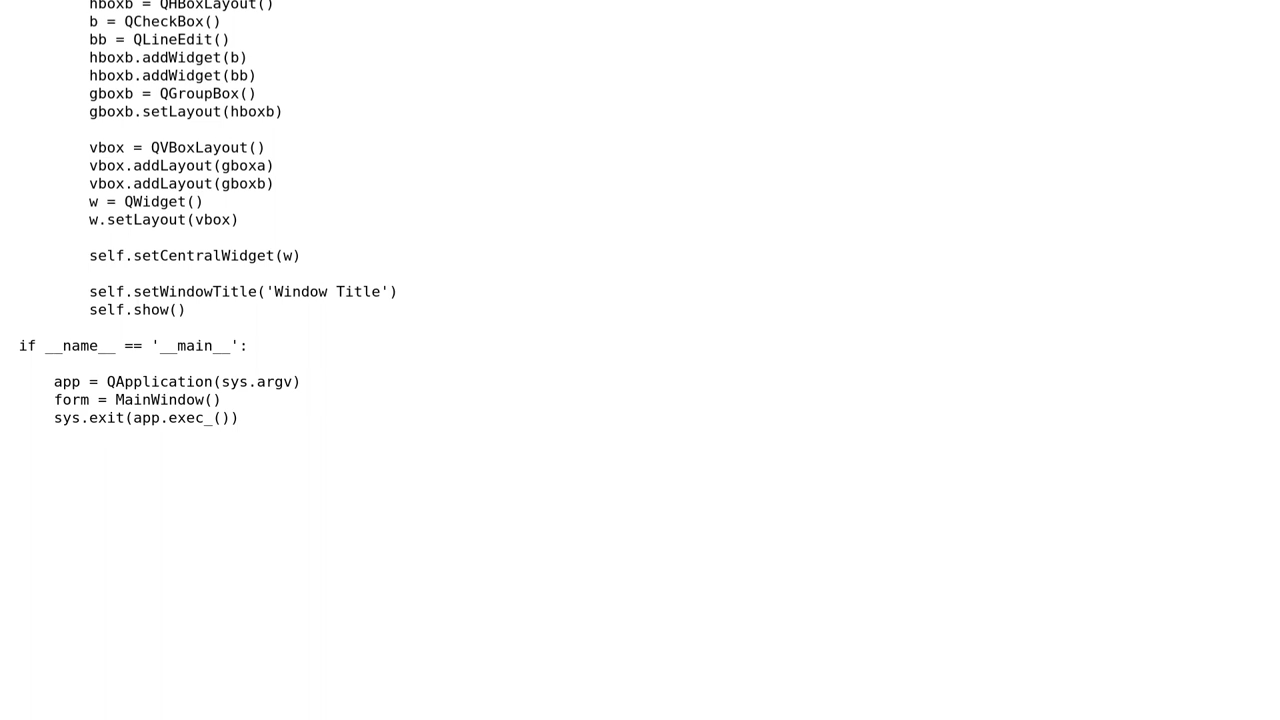 hboxb = QHBoxLayout()
b = QCheckBox()
bb = QLineEdit()
hboxb.addWidget(b)
hboxb.addWidget(bb)
gboxb = QGroupBox()
gboxb.setLayout(hboxb)
vbox = QVBoxLayout()
vbox.addLayout(gboxa)
vbox.addLayout(gboxb)
w = QWidget()
w.setLayout(vbox)
self.setCentralWidget(w)
self.setWindowTitle('Window Title')
self.show()
if __name__ == '__main__':
app = QApplication(sys.argv)
form = MainWindow()
sys.exit(app.exec_())